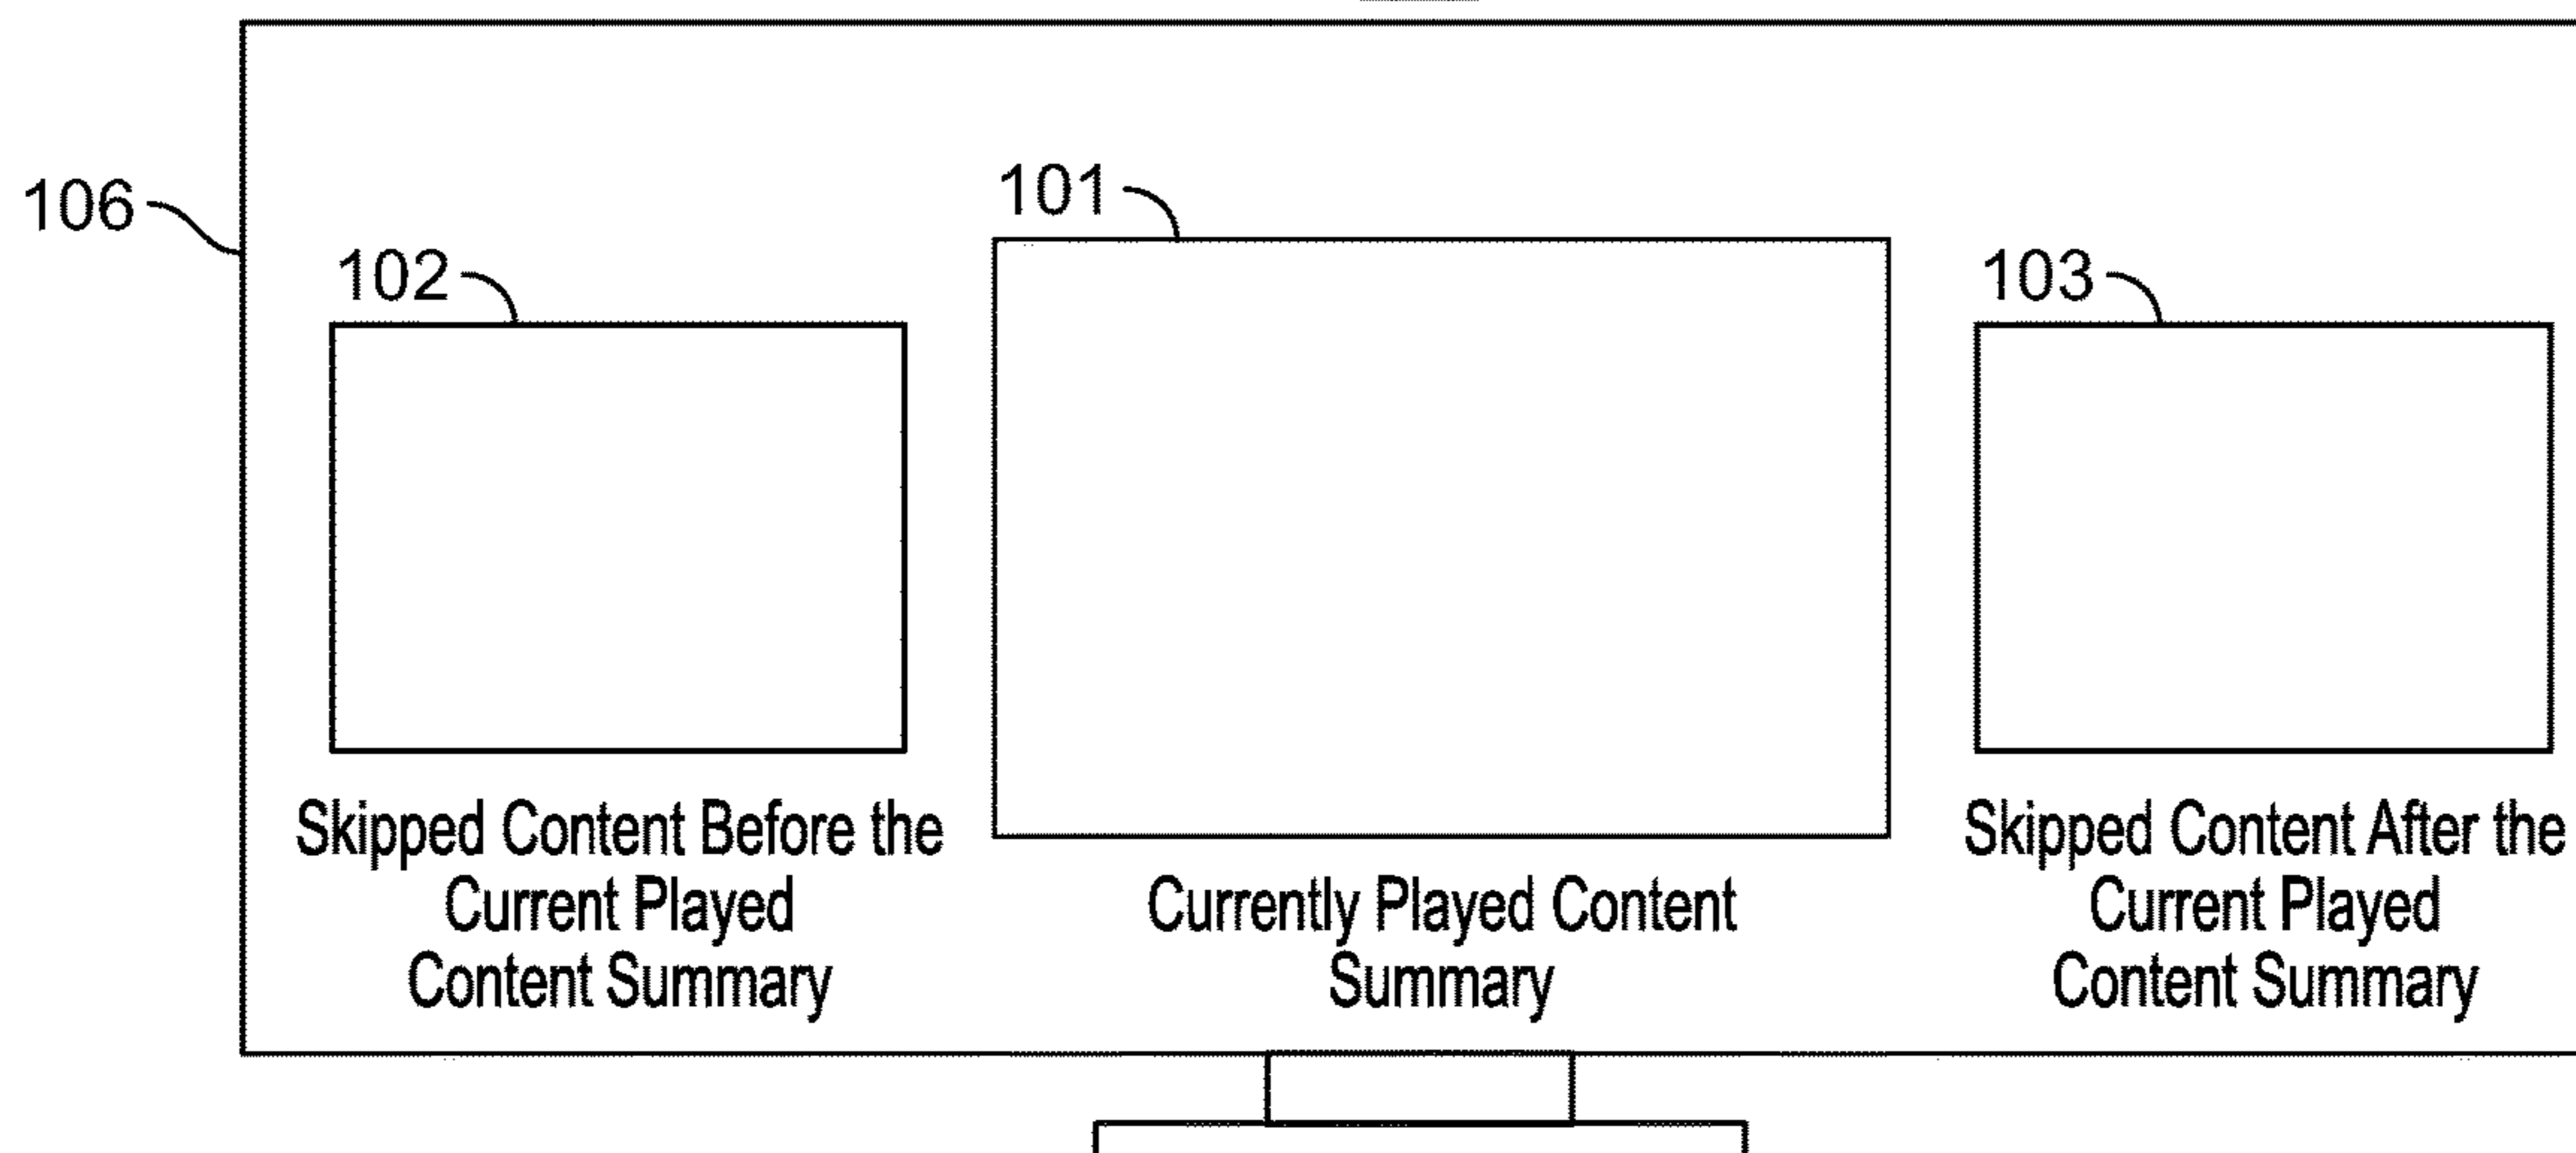 106
101
102
103
Skipped Content Before the
Current Played
Content Summary
Currently Played Content
Summary
Skipped Content After the
Current Played
Content Summary